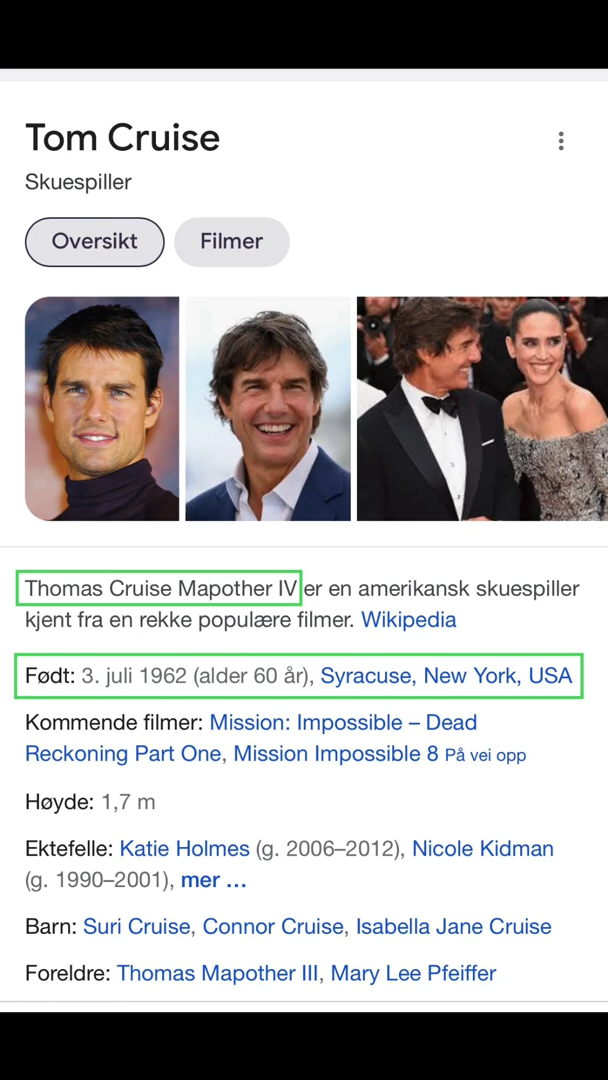 Tom Cruise
Skuespiller
Oversikt
Filmer
Thomas Cruise Mapother IV er en amerikansk skuespiller
kjent fra en rekke populære filmer. Wikipedia
Født: 3. juli 1962 (alder 60 år), Syracuse, New York, USA
Kommende filmer: Mission: Impossible – Dead
Reckoning Part One, Mission Impossible 8 På vei opp
Høyde: 1,7 m
Ektefelle: Katie Holmes (g. 2006–2012), Nicole Kidman
(g. 1990–2001), mer ...
Barn: Suri Cruise, Connor Cruise, Isabella Jane Cruise
Foreldre: Thomas Mapother III, Mary Lee Pfeiffer